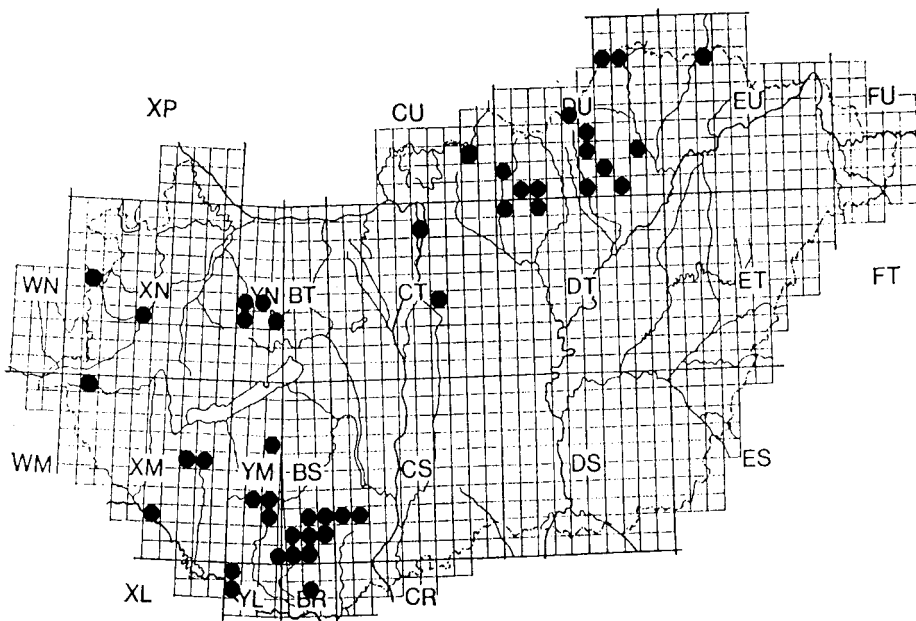 XP CU DU EU FU
WN XN YN BT CT DT ET FT
WM XM YM BS CS DS ES
XL YL BR CR